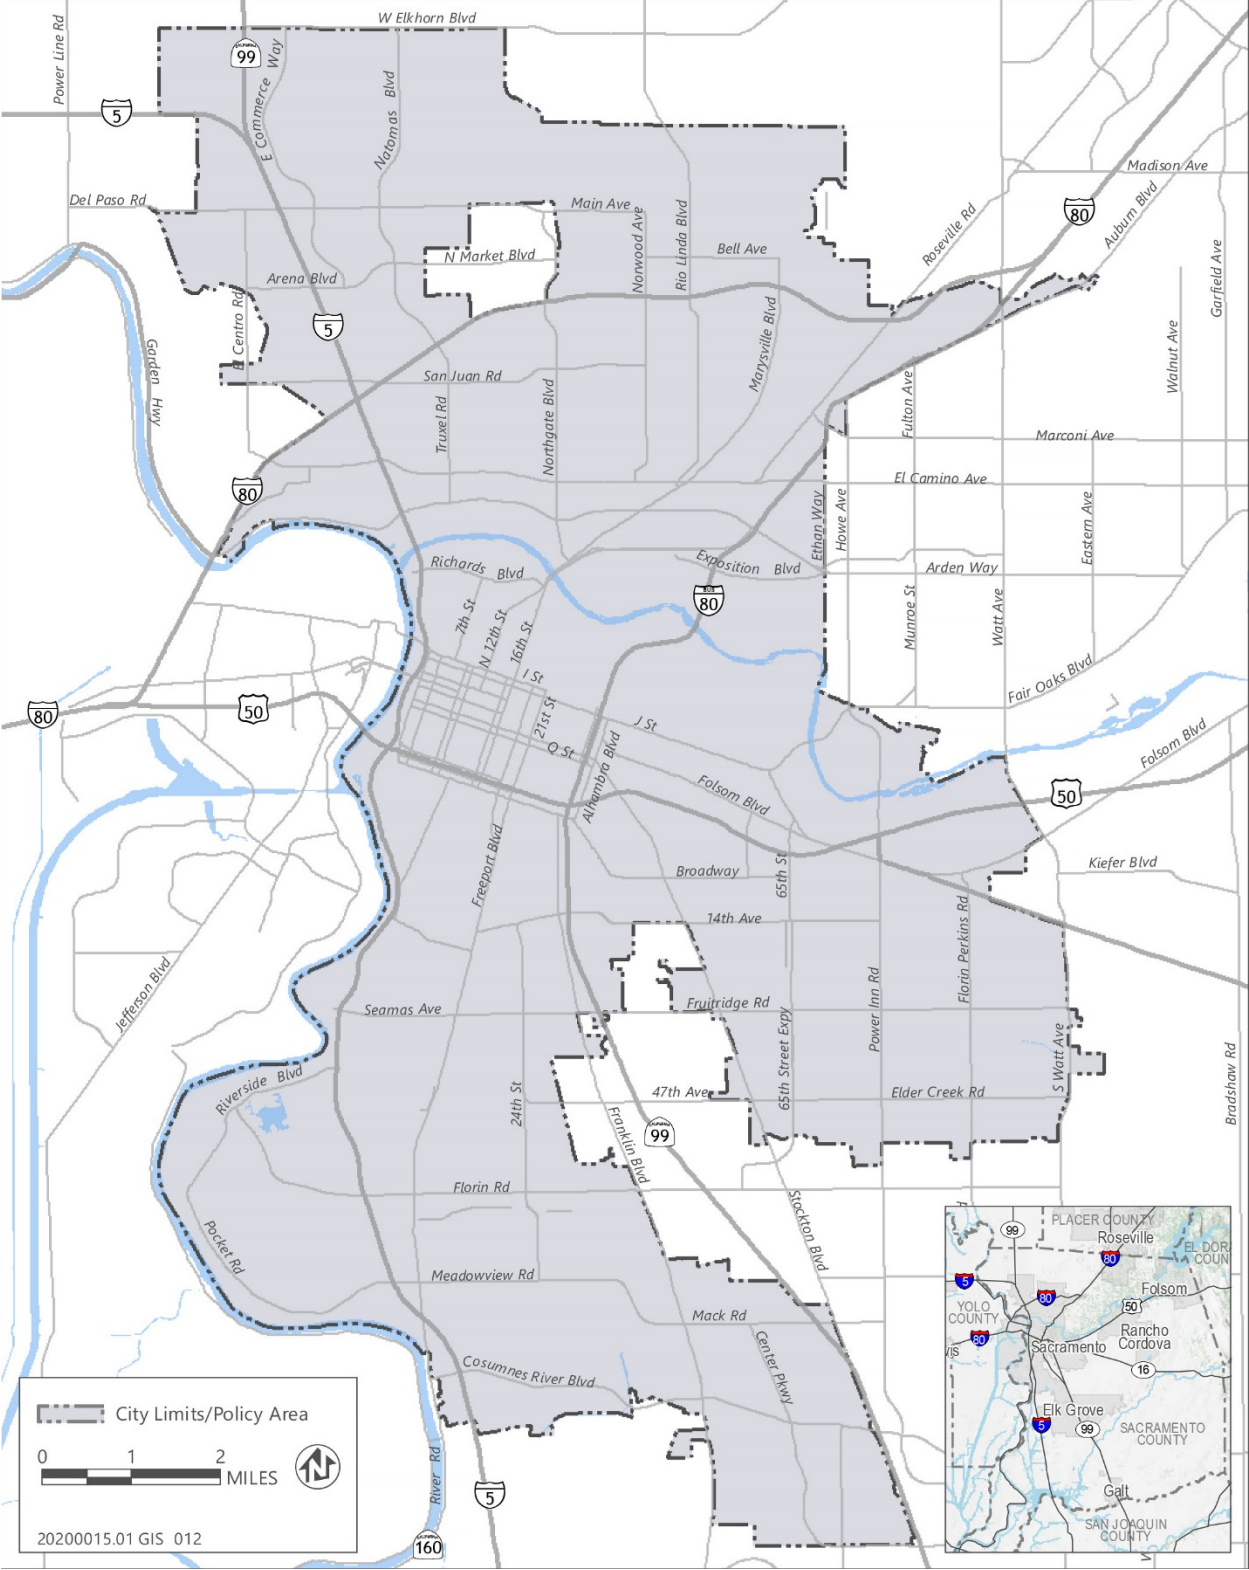 W Elkhorn Blvd
Power Line Rd
99
E Commerce Way
Natomas Blvd
5
Madison Ave
Del Paso Rd
Main Ave
Norwood Ave
Rio Linda Blvd
Roseville Rd
80
Auburn Blvd
Bell Ave
N Market Blvd
Garfield Ave
Arena Blvd
El Centro Rd
5
Marysville Blvd
Walnut Ave
Garden Hwy
San Juan Rd
Truxel Rd
Northgate Blvd
Fulton Ave
Marconi Ave
80
El Camino Ave
Ethan Way
Howe Ave
Eastern Ave
Richards Blvd
Exposition Blvd
Arden Way
80
BUS
7th St
N 12th St
16th St
Munroe St
Watt Ave
I St
Fair Oaks Blvd
80
50
21st St
J St
Q St
Alhambra Blvd
Folsom Blvd
Folsom Blvd
50
Freeport Blvd
Broadway
65th St
Kiefer Blvd
14th Ave
Florin Perkins Rd
Jefferson Blvd
Seamas Ave
Fruitridge Rd
Power Inn Rd
65th Street Expy
S Watt Ave
Bradshaw Rd
Riverside Blvd
24th St
47th Ave
Elder Creek Rd
Franklin Blvd
99
Florin Rd
Stockton Blvd
Pocket Rd
Meadowview Rd
Mack Rd
Center Pkwy
Cosumnes River Blvd
River Rd
5
160
City Limits/Policy Area
0 1 2
MILES
N
20200015.01 GIS 012
99
PLACER COUNTY
Roseville
80
EL DOR
COUN
5
80
Folsom
50
YOLO
COUNTY
80
vis
Sacramento
Rancho
Cordova
16
Elk Grove
5
99
SACRAMENTO
COUNTY
Galt
SAN JOAQUIN
COUNTY